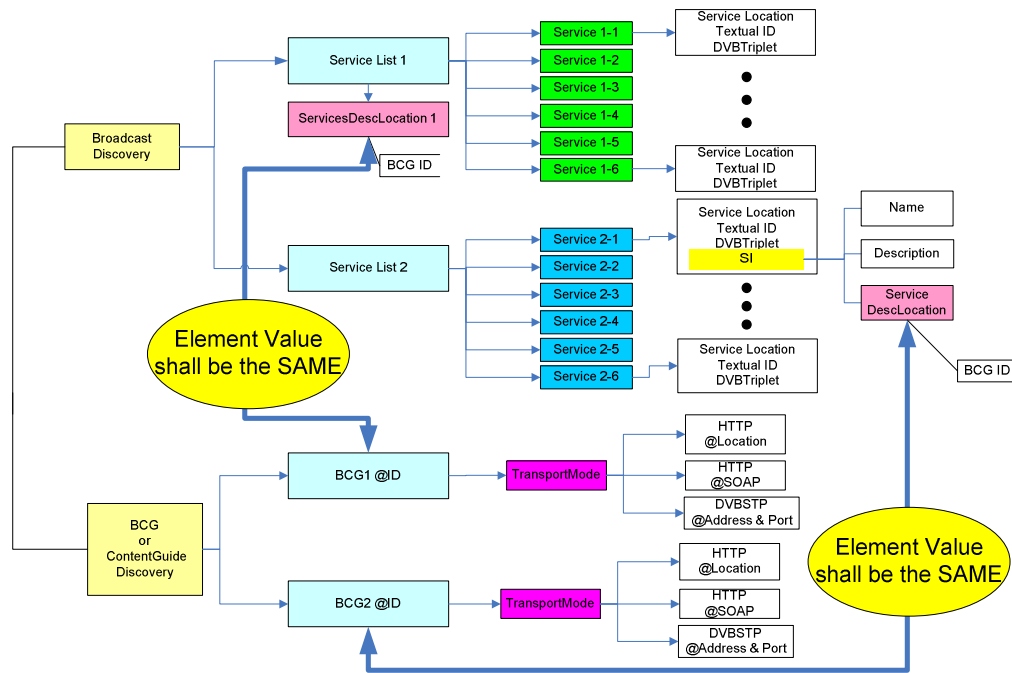 Broadcast
Discovery
Service List 1
ServicesDescLocation 1
BCG ID
Service 1-1
Service 1-2
Service 1-3
Service 1-4
Service 1-5
Service 1-6
Service Location
Textual ID
DVBTriplet
Service Location
Textual ID
DVBTriplet
Service List 2
Service 2-1
Service 2-2
Service 2-3
Service 2-4
Service 2-5
Service 2-6
Service Location
Textual ID
DVBTriplet
SI
Service Location
Textual ID
DVBTriplet
Name
Description
Service
DescLocation
BCG ID
Element Value
shall be the SAME
BCG
or
ContentGuide
Discovery
BCG1 @ID
TransportMode
HTTP
@Location
HTTP
@SOAP
DVBSTP
@Address & Port
BCG2 @ID
TransportMode
HTTP
@Location
HTTP
@SOAP
DVBSTP
@Address & Port
Element Value
shall be the SAME